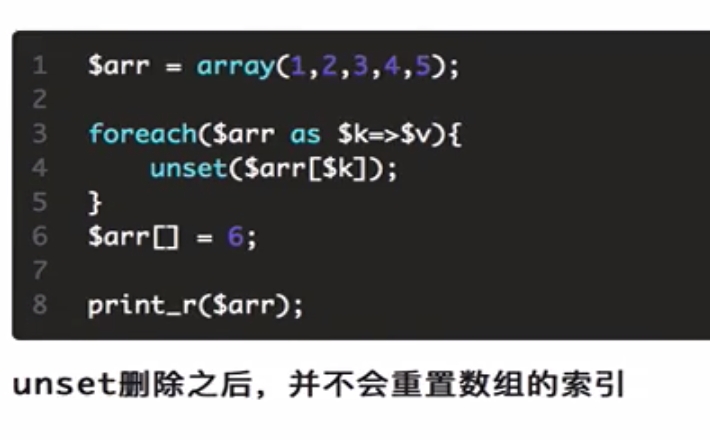 1 $arr = array(1,2,3,4,5);
2
3 foreach($arr as $k=>$v){
4     unset($arr[$k]);
5 }
6 $arr[] = 6;
7
8 print_r($arr);
unset删除之后，并不会重置数组的索引